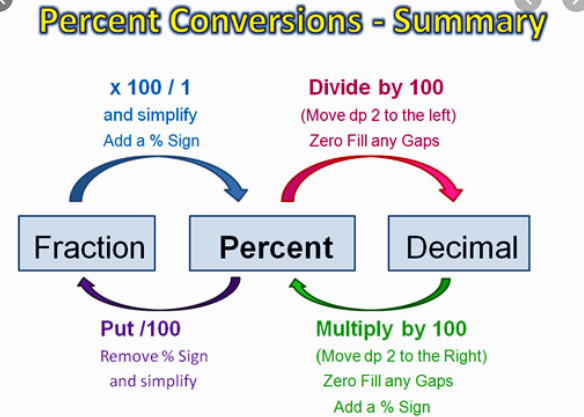 Percent Conversions - Summary
x 100 / 1
and simplify
Add a % Sign
Divide by 100
(Move dp 2 to the left)
Zero Fill any Gaps
Fraction
Percent
Decimal
Put /100
Remove % Sign
and simplify
Multiply by 100
(Move dp 2 to the Right)
Zero Fill any Gaps
Add a % Sign